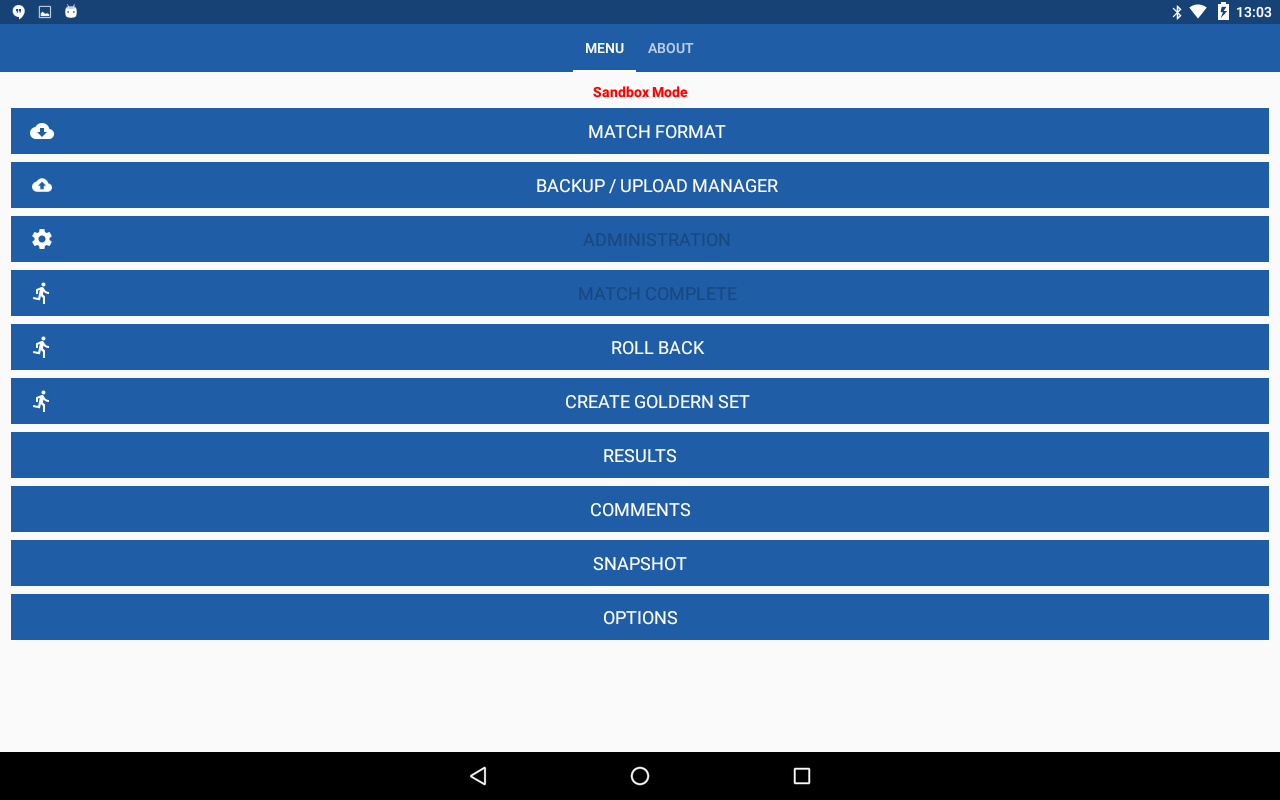 13:03
MENU ABOUT
Sandbox Mode
MATCH FORMAT
BACKUP / UPLOAD MANAGER
ADMINISTRATION
MATCH COMPLETE
ROLL BACK
CREATE GOLDERN SET
RESULTS
COMMENTS
SNAPSHOT
OPTIONS